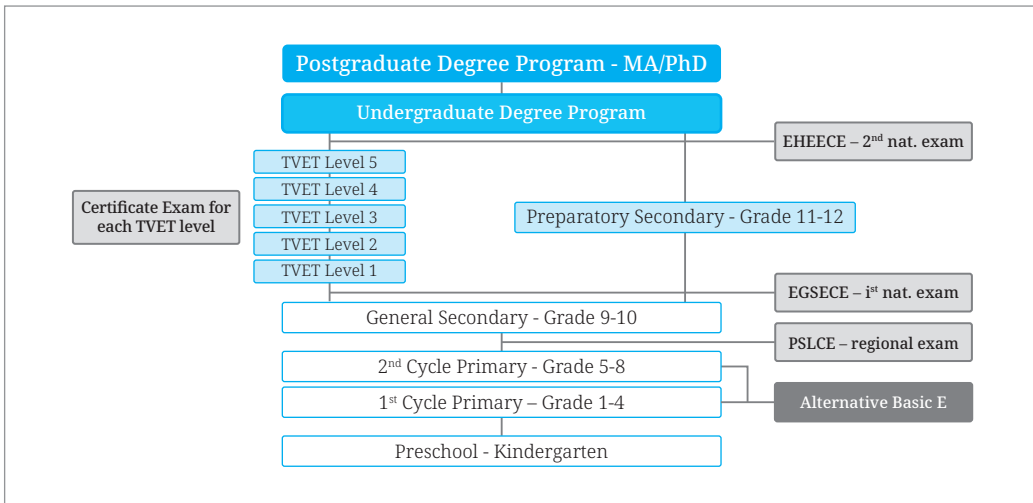 Postgraduate Degree Program - MA/PhD
Undergraduate Degree Program
EHEECE – 2nd nat. exam
TVET Level 5
TVET Level 4
Certificate Exam for
each TVET level
TVET Level 3
Preparatory Secondary - Grade 11-12
TVET Level 2
TVET Level 1
EGSECE – ist nat. exam
General Secondary - Grade 9-10
PSLCE – regional exam
2nd Cycle Primary - Grade 5-8
1st Cycle Primary – Grade 1-4
Alternative Basic E
Preschool - Kindergarten